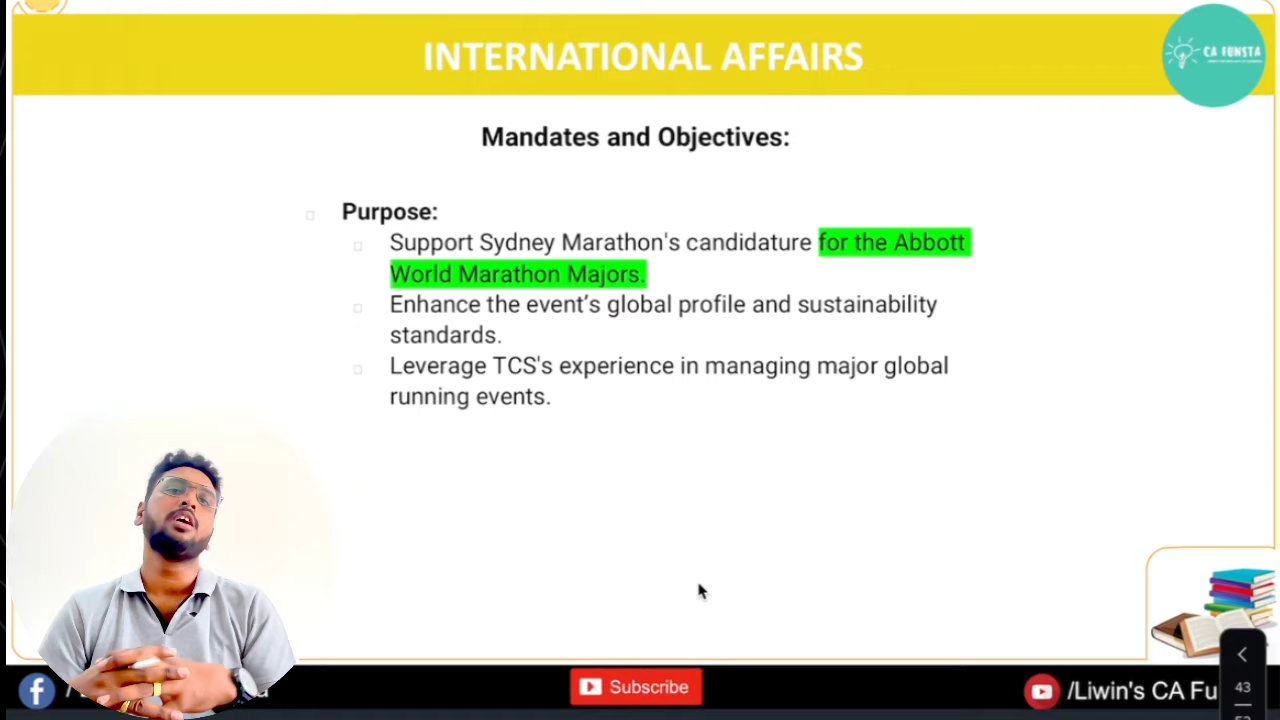 INTERNATIONAL AFFAIRS
CA FUNSTA
Mandates and Objectives:
Purpose:
Support Sydney Marathon's candidature for the Abbott
World Marathon Majors.
Enhance the event's global profile and sustainability
standards.
Leverage TCS's experience in managing major global
running events.
Subscribe
/Liwin's CA Fu
43